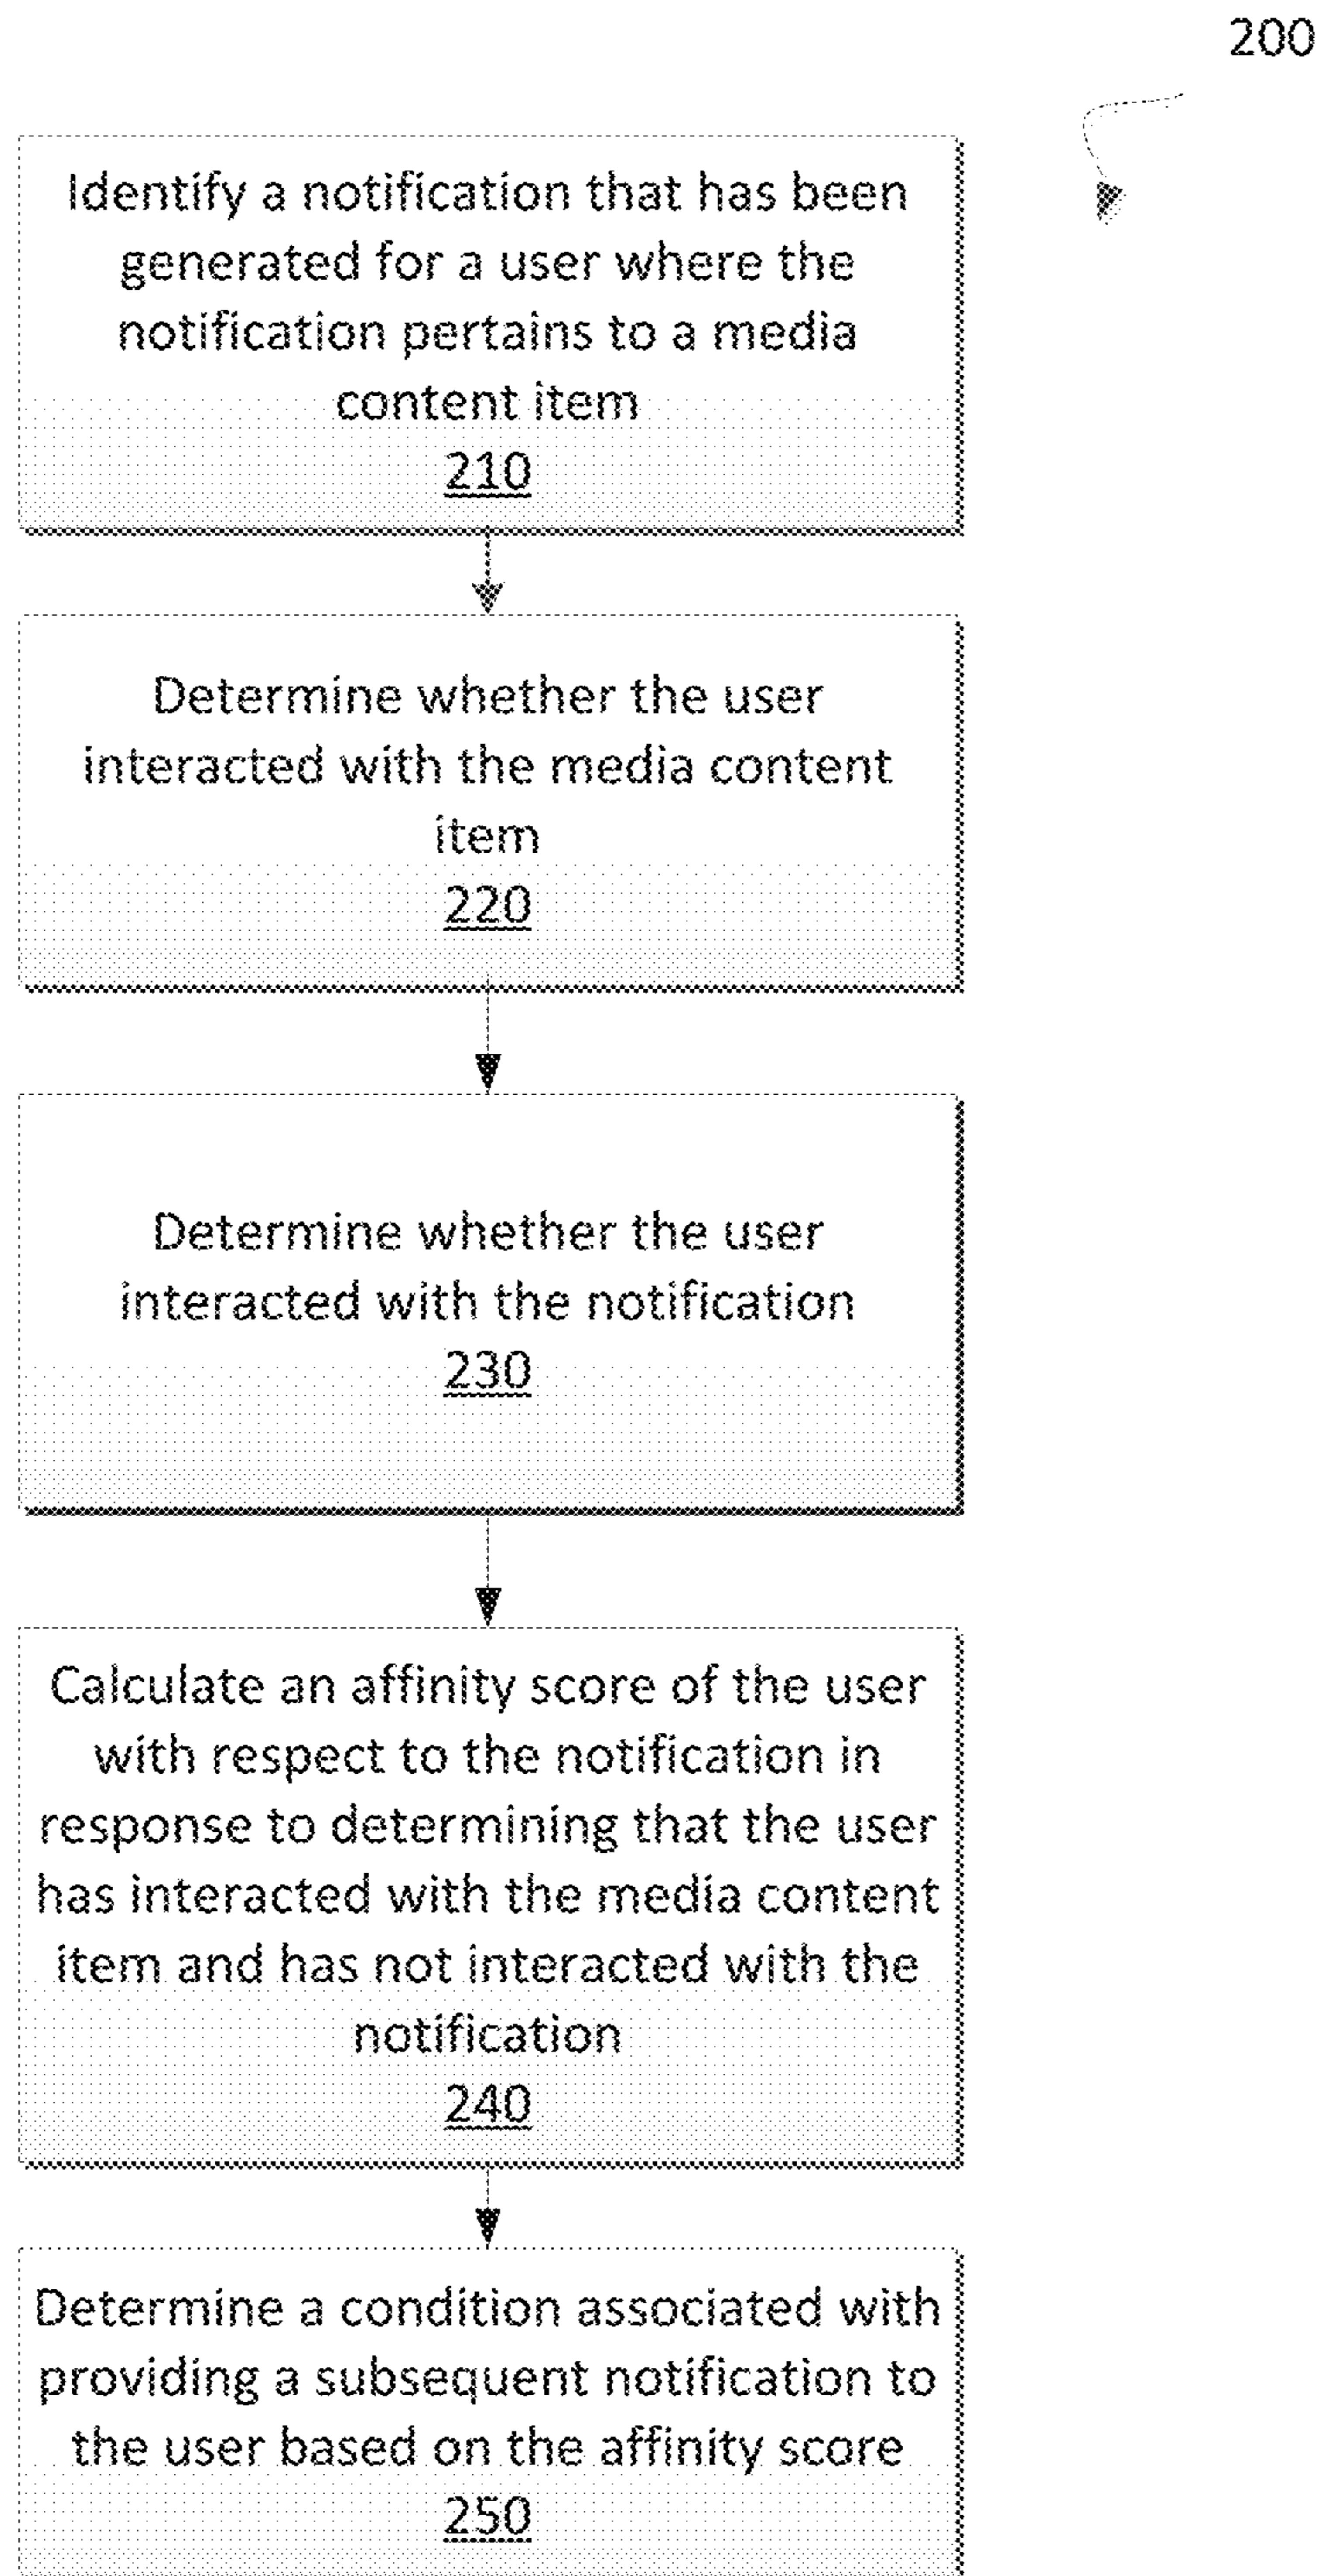 200
Identify a notification that has been
generated for a user where the
notification pertains to a media
content item
210
Determine whether the user
interacted with the media content
item
220
Determine whether the user
interacted with the notification
230
Calculate an affinity score of the user
with respect to the notification in
response to determining that the user
has interacted with the media content
item and has not interacted with the
notification
240
Determine a condition associated with
providing a subsequent notification to
the user based on the affinity score
250